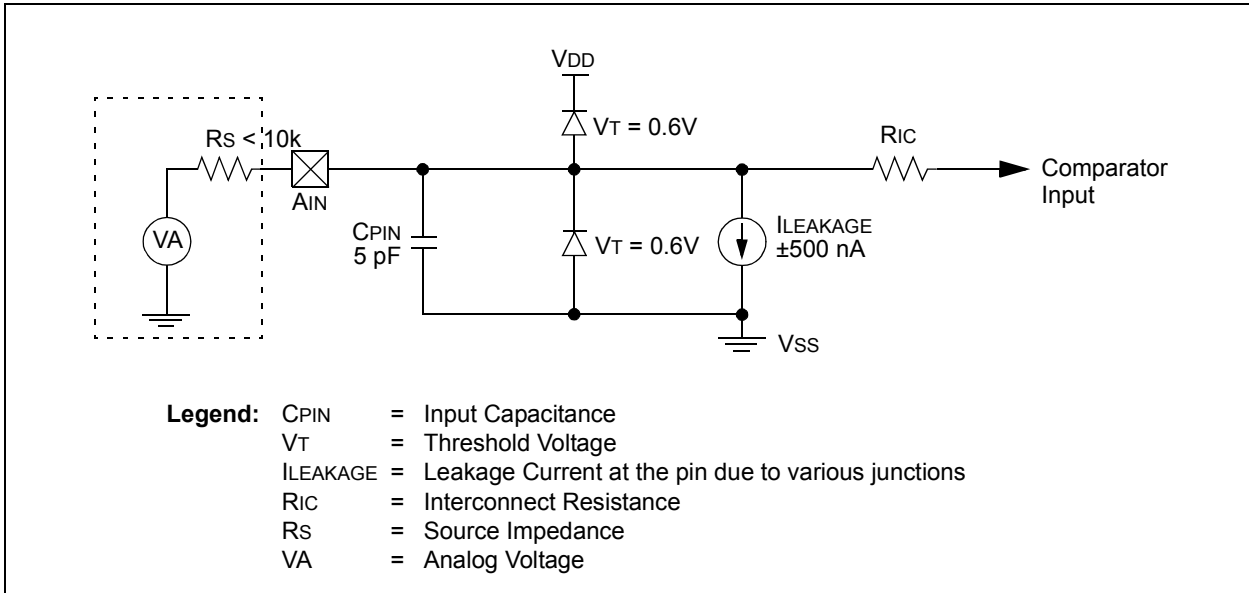 VDD
VT = 0.6V
RS < 10k
RIC
AIN
Comparator
Input
VA
CPIN
5 pF
VT = 0.6V
ILEAKAGE
±500 nA
VSS
Legend: CPIN = Input Capacitance
VT = Threshold Voltage
ILEAKAGE = Leakage Current at the pin due to various junctions
RIC = Interconnect Resistance
RS = Source Impedance
VA = Analog Voltage